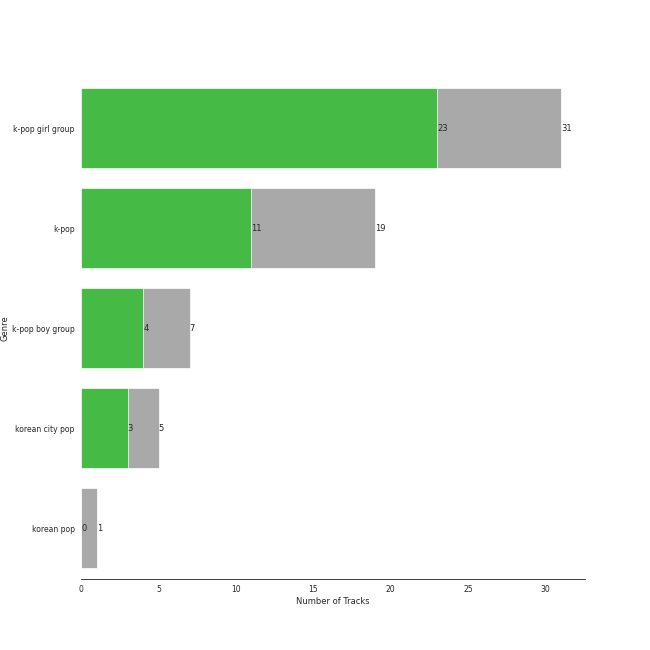 k-pop girl group
23
31
k-pop
11
19
Genre
k-pop boy group
4
7
korean city pop
3
5
korean pop
0
1
0
5
10
15
20
25
30
Number of Tracks